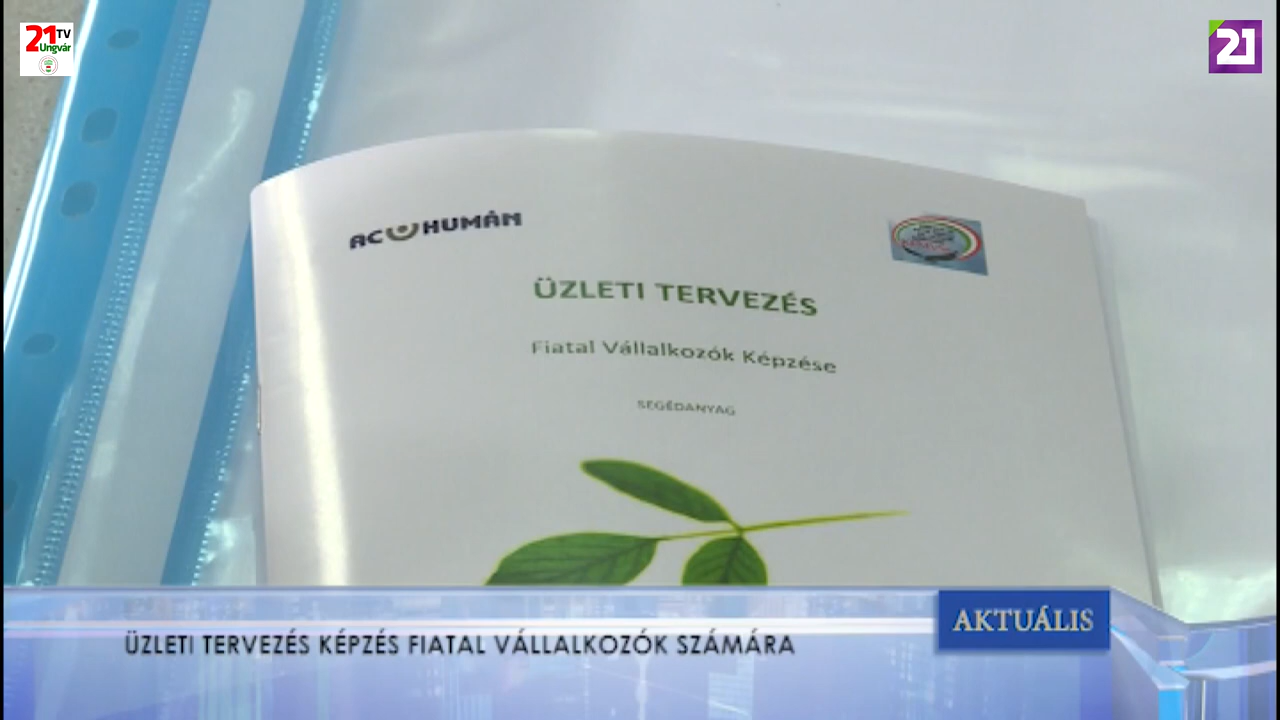 21 TV
Ungvár
21
AC HUMÁN
ÜZLETI TERVEZÉS
Fiatal Vállalkozók Képzése
SEGÉDANYAG
AKTUÁLIS
ÜZLETI TERVEZÉS KÉPZÉS FIATAL VÁLLALKOZÓK SZÁMÁRA